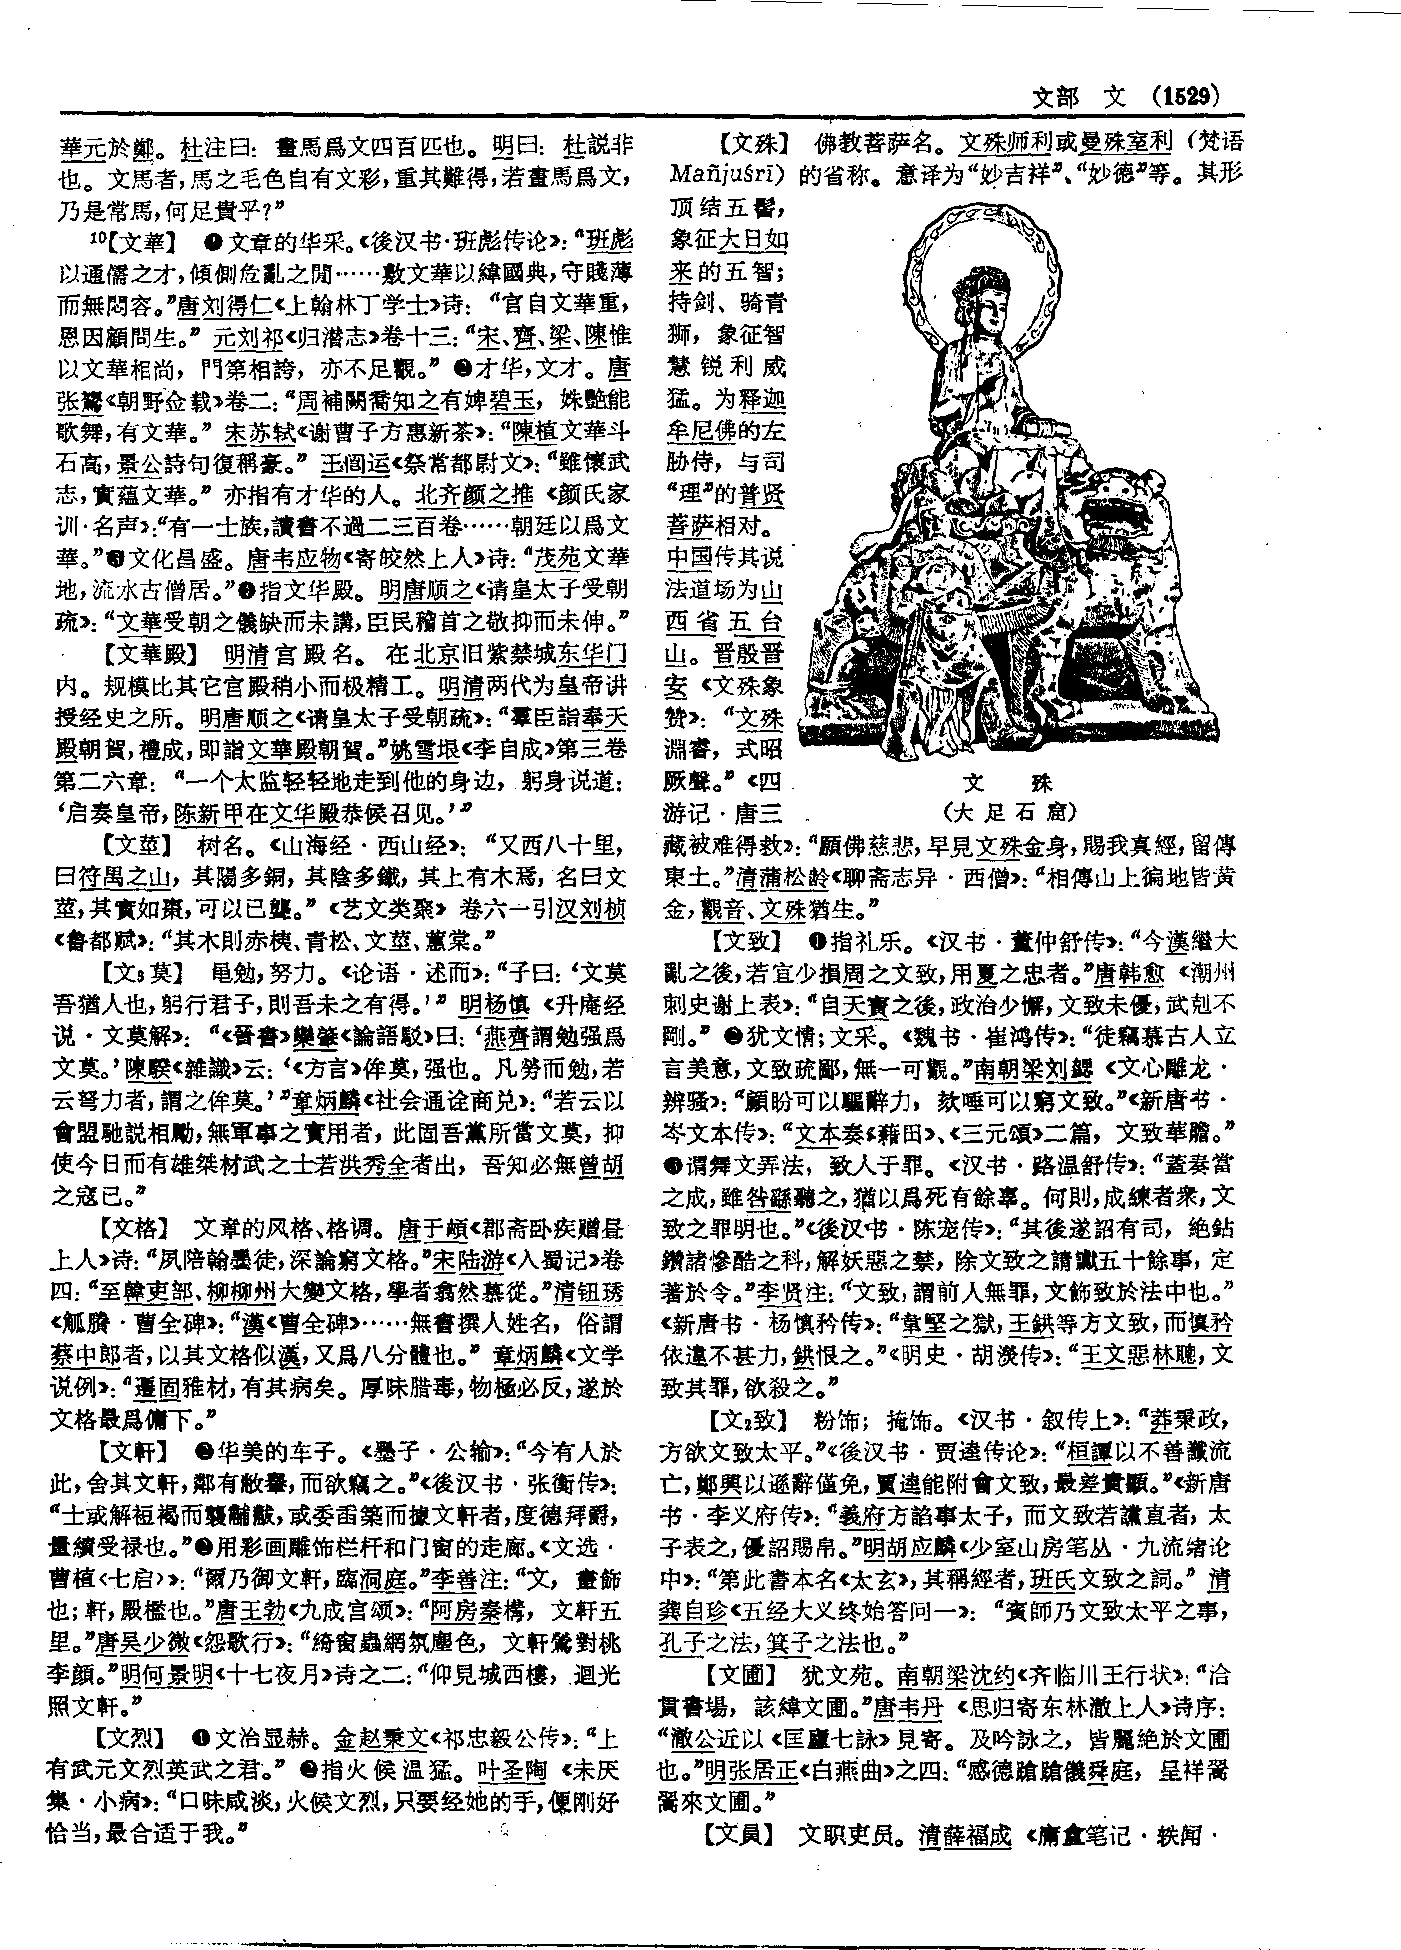 文部 文 (1529)
華元於鄭。杜注曰：畫馬爲文四百匹也。明曰：杜説非
也。文馬者，馬之毛色自有文彩，重其難得，若畫馬爲文，
乃是常馬，何足貴乎？”
10【文華】 ❶文章的华采。《後汉书·班彪传论》：“班彪
以通儒之才，傾側危亂之閒……敷文華以緯國典，守賤薄
而無悶容。”唐刘得仁《上翰林丁学士》诗：“官自文華重，
恩因顧問生。”元刘祁《归潜志》卷十三：“宋、齊、梁、陳惟
以文華相尚，門第相誇，亦不足觀。”❷才华，文才。唐
张鷟《朝野佥载》卷二：“周補闕喬知之有婢碧玉，姝艷能
歌舞，有文華。”宋苏轼《谢曹子方惠新茶》：“陳植文華斗
石高，景公詩句復稱豪。”王闿运《祭常都尉文》：“雖懷武
志，實蘊文華。”亦指有才华的人。北齐颜之推《颜氏家
训·名声》：“有一士族，讀書不過二三百卷……朝廷以爲文
華。”❸文化昌盛。唐韦应物《寄皎然上人》诗：“茂苑文華
地，流水古僧居。”❹指文华殿。明唐顺之《请皇太子受朝
疏》：“文華受朝之儀缺而未講，臣民稽首之敬抑而未伸。”
【文華殿】 明清宫殿名。在北京旧紫禁城东华门
内。规模比其它宫殿稍小而极精工。明清两代为皇帝讲
授经史之所。明唐顺之《请皇太子受朝疏》：“羣臣詣奉天
殿朝賀，禮成，即詣文華殿朝賀。”姚雪垠《李自成》第三卷
第二六章：“一个太监轻轻地走到他的身边，躬身说道：
‘启奏皇帝，陈新甲在文华殿恭候召见。’”
【文莖】 树名。《山海经·西山经》：“又西八十里，
曰符禺之山，其陽多銅，其陰多鐵，其上有木焉，名曰文
莖，其實如棗，可以已聾。”《艺文类聚》卷六一引汉刘桢
《鲁都赋》：“其木則赤桋、青松、文莖、蕙棠。”
【文3莫】 黾勉，努力。《论语·述而》：“子曰：‘文莫
吾猶人也，躬行君子，則吾未之有得。’”明杨慎《升庵经
说·文莫解》：“《晉書》欒肇《論語駁》曰：‘燕齊謂勉强爲
文莫。’陳騤《雜識》云：‘《方言》侔莫，强也。凡勞而勉，若
云弩力者，謂之侔莫。’”章炳麟《社会通诠商兑》：“若云以
會盟馳説相勵，無軍事之實用者，此固吾黨所當文莫，抑
使今日而有雄桀材武之士若洪秀全者出，吾知必無曾胡
之寇已。”
【文格】 文章的风格、格调。唐于頔《郡斋卧疾赠昼
上人》诗：“夙陪翰墨徒，深論窮文格。”宋陆游《入蜀记》卷
四：“至韓吏部、柳柳州大變文格，學者翕然慕從。”清钮琇
《觚賸·曹全碑》：“漢《曹全碑》……無書撰人姓名，俗謂
蔡中郎者，以其文格似漢，又爲八分體也。”章炳麟《文学
说例》：“遷固雅材，有其病矣。厚味腊毒，物極必反，遂於
文格最爲傭下。”
【文軒】 ❶华美的车子。《墨子·公输》：“今有人於
此，舍其文軒，鄰有敝轝，而欲竊之。”《後汉书·张衡传》：
“士或解裋褐而襲黼黻，或委臿築而據文軒者，度德拜爵，
量績受禄也。”❷用彩画雕饰栏杆和门窗的走廊。《文选·
曹植〈七启〉》：“爾乃御文軒，臨洞庭。”李善注：“文，畫飾
也；軒，殿檻也。”唐王勃《九成宫颂》：“阿房秦構，文軒五
里。”唐吴少微《怨歌行》：“綺窗蟲網氛塵色，文軒鶯對桃
李顔。”明何景明《十七夜月》诗之二：“仰見城西樓，迴光
照文軒。”
【文烈】 ❶文治显赫。金赵秉文《祁忠毅公传》：“上
有武元文烈英武之君。”❷指火候温猛。叶圣陶《未厌
集·小病》：“口味咸淡，火候文烈，只要经她的手，便刚好
恰当，最合适于我。”
【文殊】 佛教菩萨名。文殊师利或曼殊室利（梵语
Mañjuśrī）的省称。意译为“妙吉祥”、“妙德”等。其形
顶结五髻，
象征大日如
来的五智；
持剑、骑青
狮，象征智
慧锐利威
猛。为释迦
牟尼佛的左
胁侍，与司
“理”的普贤
菩萨相对。
中国传其说
法道场为山
西省五台
山。晋殷晋
安《文殊象
赞》：“文殊
淵睿，式昭
厥聲。”《四
游记·唐三
文 殊
（大足石窟）
藏被难得救》：“願佛慈悲，早見文殊金身，賜我真經，留傳
東土。”清蒲松龄《聊斋志异·西僧》：“相傳山上徧地皆黄
金，觀音、文殊猶生。”
【文致】 ❶指礼乐。《汉书·董仲舒传》：“今漢繼大
亂之後，若宜少損周之文致，用夏之忠者。”唐韩愈《潮州
刺史谢上表》：“自天寶之後，政治少懈，文致未優，武剋不
剛。”❷犹文情；文采。《魏书·崔鸿传》：“徒竊慕古人立
言美意，文致疏鄙，無一可觀。”南朝梁刘勰《文心雕龙·
辨骚》：“顧盼可以驅辭力，欬唾可以窮文致。”《新唐书·
岑文本传》：“文本奏《藉田》、《三元頌》二篇，文致華贍。”
❸谓舞文弄法，致人于罪。《汉书·路温舒传》：“蓋奏當
之成，雖咎繇聽之，猶以爲死有餘辜。何則，成練者衆，文
致之罪明也。”《後汉书·陈宠传》：“其後遂詔有司，絶鉆
鑽諸慘酷之科，解妖惡之禁，除文致之請讞五十餘事，定
著於令。”李贤注：“文致，謂前人無罪，文飾致於法中也。”
《新唐书·杨慎矜传》：“韋堅之獄，王鉷等方文致，而慎矜
依違不甚力，鉷恨之。”《明史·胡濙传》：“王文惡林聰，文
致其罪，欲殺之。”
【文2致】 粉饰；掩饰。《汉书·叙传上》：“莽秉政，
方欲文致太平。”《後汉书·贾逵传论》：“桓譚以不善讖流
亡，鄭興以遜辭僅免，賈逵能附會文致，最差貴顯。”《新唐
书·李义府传》：“義府方諂事太子，而文致若讜直者，太
子表之，優詔賜帛。”明胡应麟《少室山房笔丛·九流绪论
中》：“第此書本名《太玄》，其稱經者，班氏文致之詞。”清
龚自珍《五经大义终始答问一》：“賓師乃文致太平之事，
孔子之法，箕子之法也。”
【文圃】 犹文苑。南朝梁沈约《齐临川王行状》：“洽
貫書場，該緯文圃。”唐韦丹《思归寄东林澈上人》诗序：
“澈公近以《匡廬七詠》見寄。及吟詠之，皆麗絶於文圃
也。”明张居正《白燕曲》之四：“感德蹌蹌儀舜庭，呈祥翯
翯來文圃。”
【文員】 文职吏员。清薛福成《庸盦笔记·轶闻·